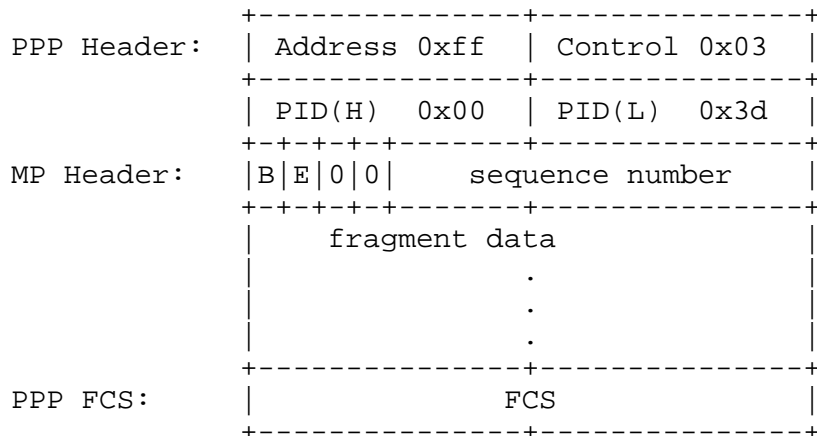 PPP Header: Address 0xff Control 0x03
PID(H) 0x00 PID(L) 0x3d
MP Header: B E 0 0 sequence number
fragment data
.
.
.
PPP FCS: FCS